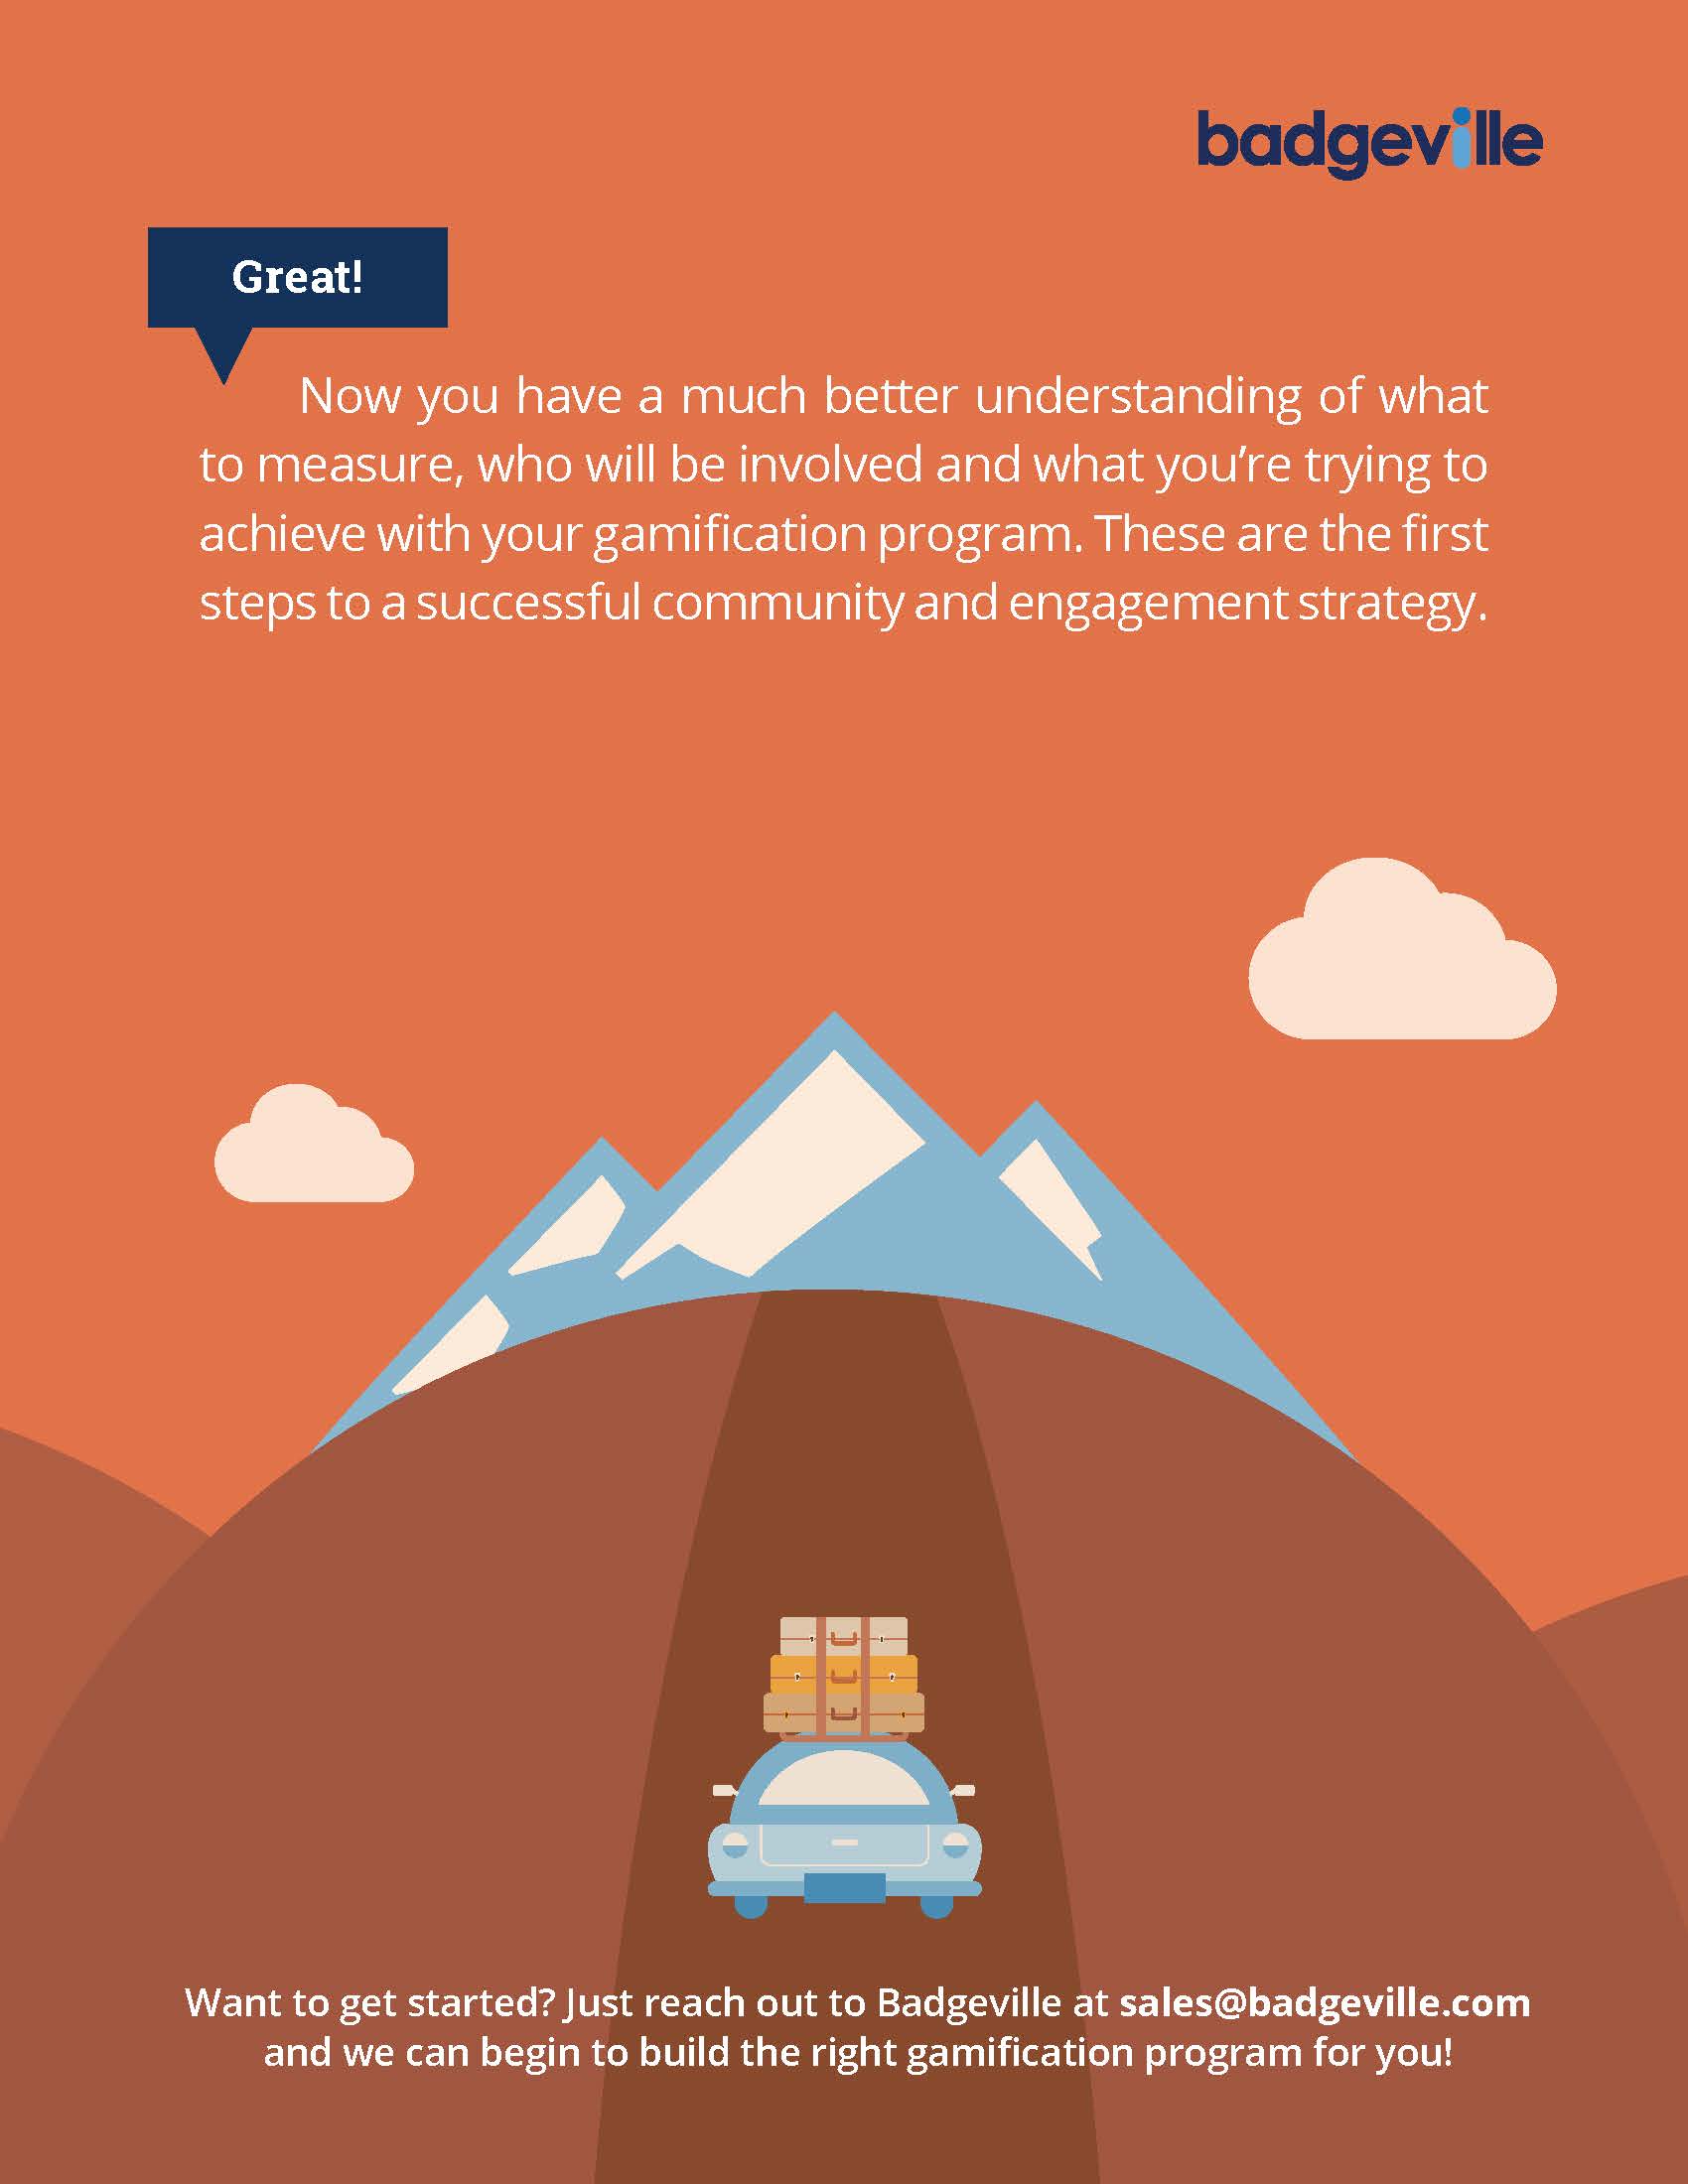 badgeville
Great!
Now you have a much better understanding of what
to measure, who will be involved and what you’re trying to
achieve with your gamification program. These are the first
steps to a successful community and engagement strategy.
Want to get started? Just reach out to Badgeville at sales@badgeville.com
and we can begin to build the right gamification program for you!